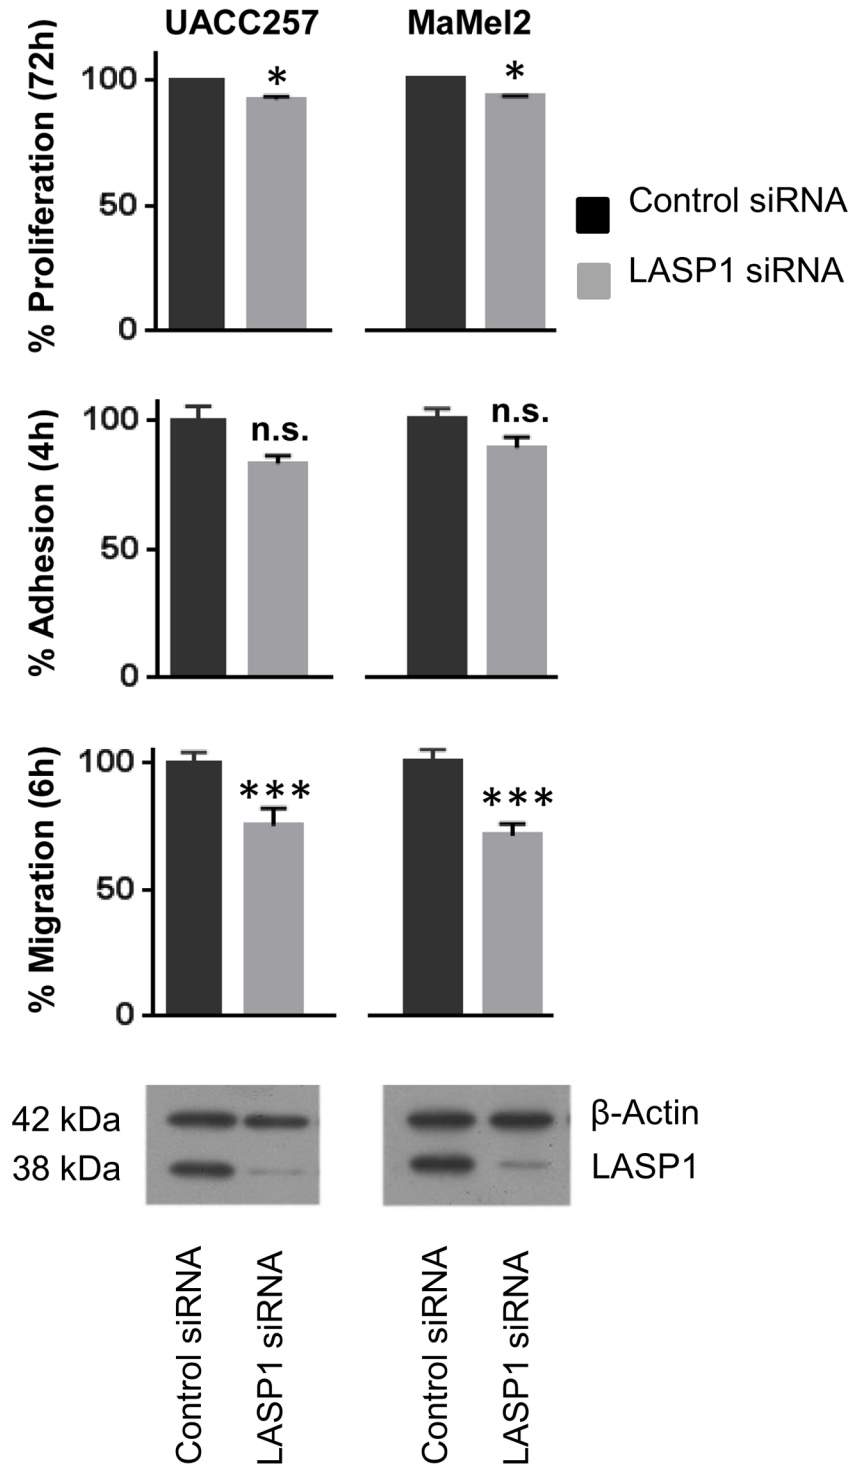 UACC257
MaMel2
% Proliferation (72h)
100
50
0
*
*
Control siRNA
LASP1 siRNA
% Adhesion (4h)
100
50
0
n.s.
n.s.
% Migration (6h)
100
50
0
***
***
42 kDa
38 kDa
β-Actin
LASP1
Control siRNA
LASP1 siRNA
Control siRNA
LASP1 siRNA